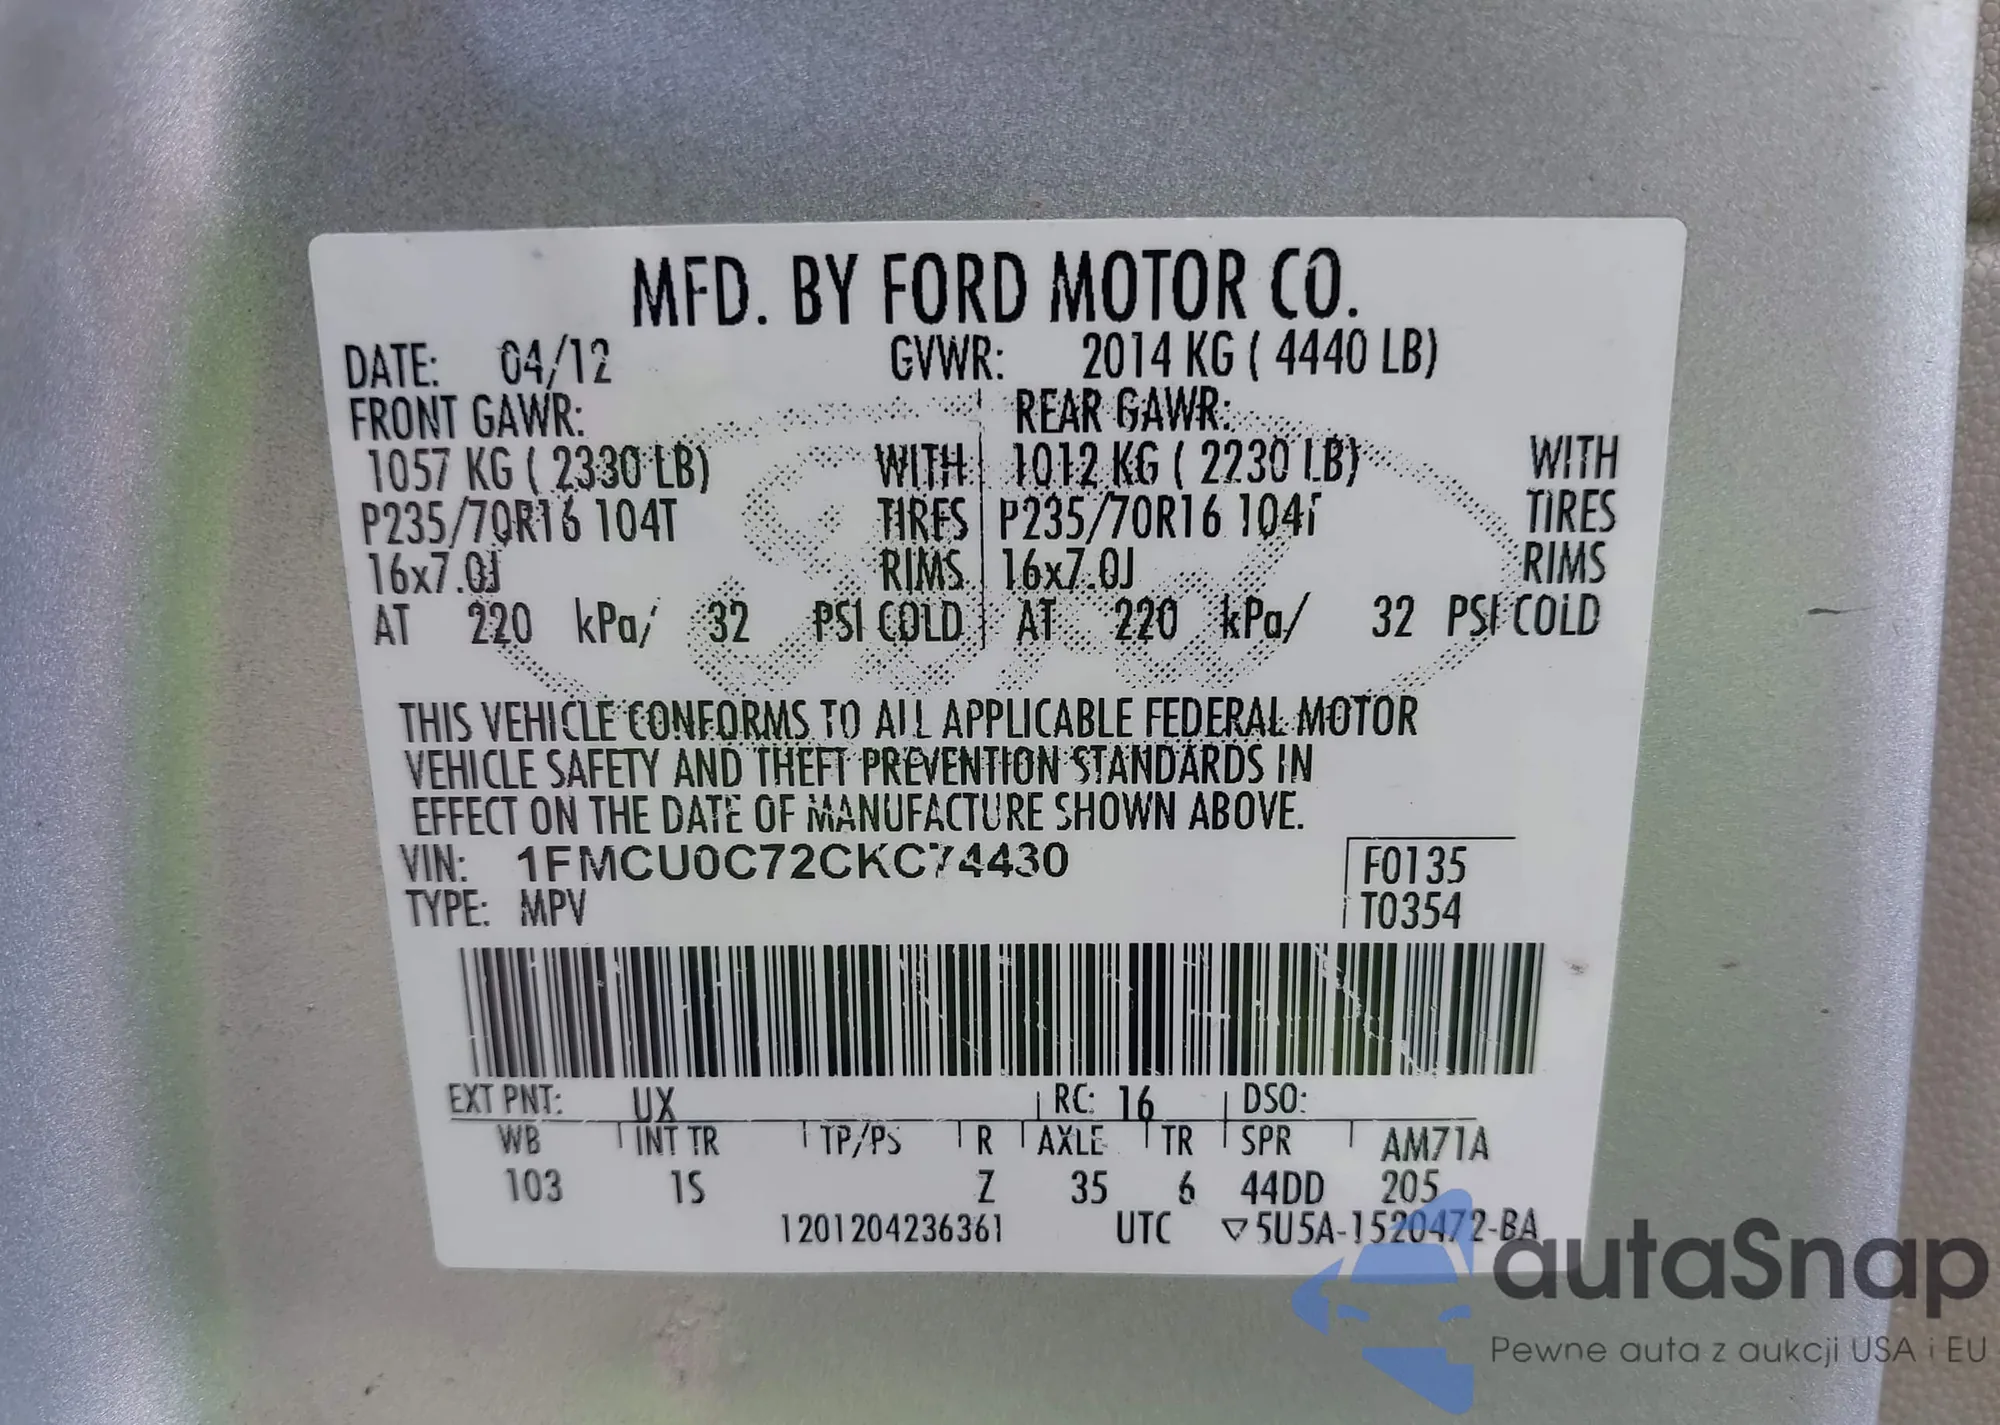 MFD. BY FORD MOTOR CO.
DATE: 04/12 GVWR: 2014 KG ( 4440 LB)
FRONT GAWR: REAR GAWR:
1057 KG ( 2330 LB) WITH 1012 KG ( 2230 LB) WITH
P235/70R16 104T TIRES P235/70R16 104T TIRES
16x7.0J RIMS 16x7.0J RIMS
AT 220 kPa/ 32 PSI COLD AT 220 kPa/ 32 PSI COLD
THIS VEHICLE CONFORMS TO ALL APPLICABLE FEDERAL MOTOR
VEHICLE SAFETY AND THEFT PREVENTION STANDARDS IN
EFFECT ON THE DATE OF MANUFACTURE SHOWN ABOVE.
VIN: 1FMCU0C72CKC74430 F0135
TYPE: MPV T0354
EXT PNT: UX RC: 16 DSO:
WB INT TR TP/PS R AXLE TR SPR AM71A
103 1S Z 35 6 44DD 205
1201204236361 UTC ▽5U5A-1520472-BA
autaSnap
Pewne auta z aukcji USA i EU